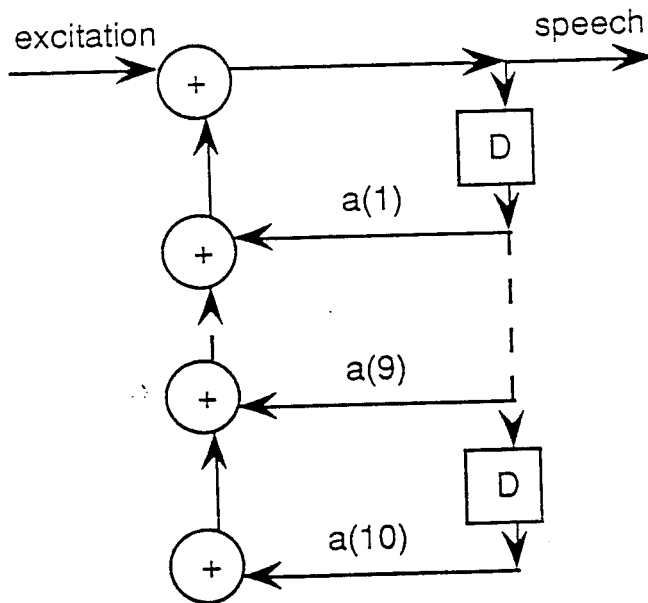 excitation
speech
+
D
a(1)
+
a(9)
+
D
a(10)
+